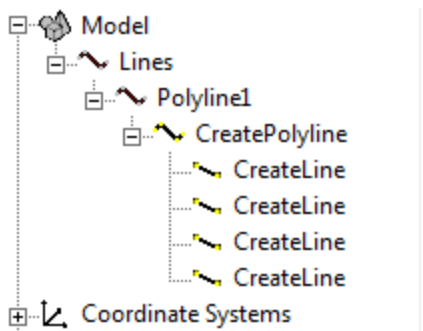 Model
Lines
Polyline1
CreatePolyline
CreateLine
CreateLine
CreateLine
CreateLine
Coordinate Systems